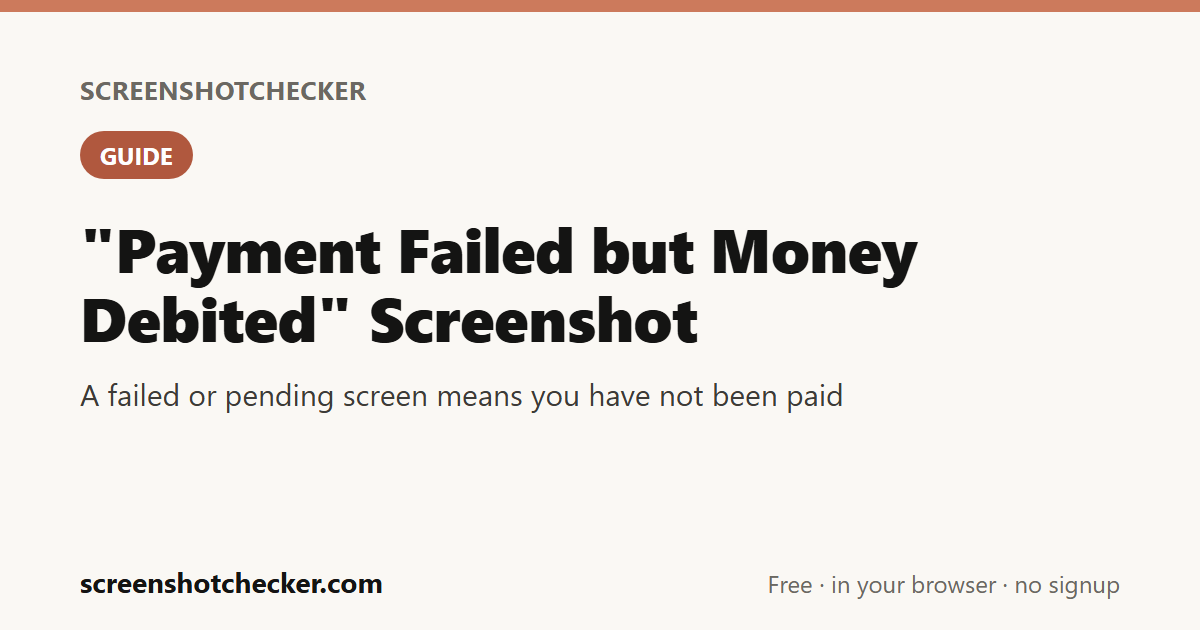 SCREENSHOTCHECKER
GUIDE
"Payment Failed but Money
Debited" Screenshot
A failed or pending screen means you have not been paid
screenshotchecker.com
Free · in your browser · no signup